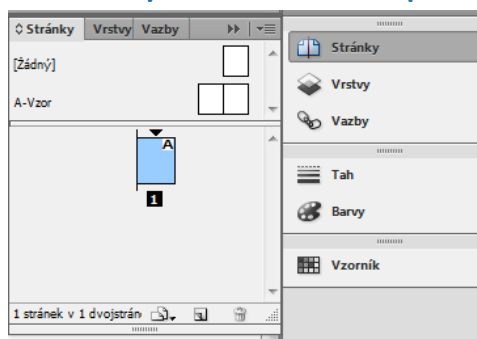 Stránky Vrstvy Vazby
[Žádný]
A-Vzor
A
1
1 stránek v 1 dvojstrán
Stránky
Vrstvy
Vazby
Tah
Barvy
Vzorník